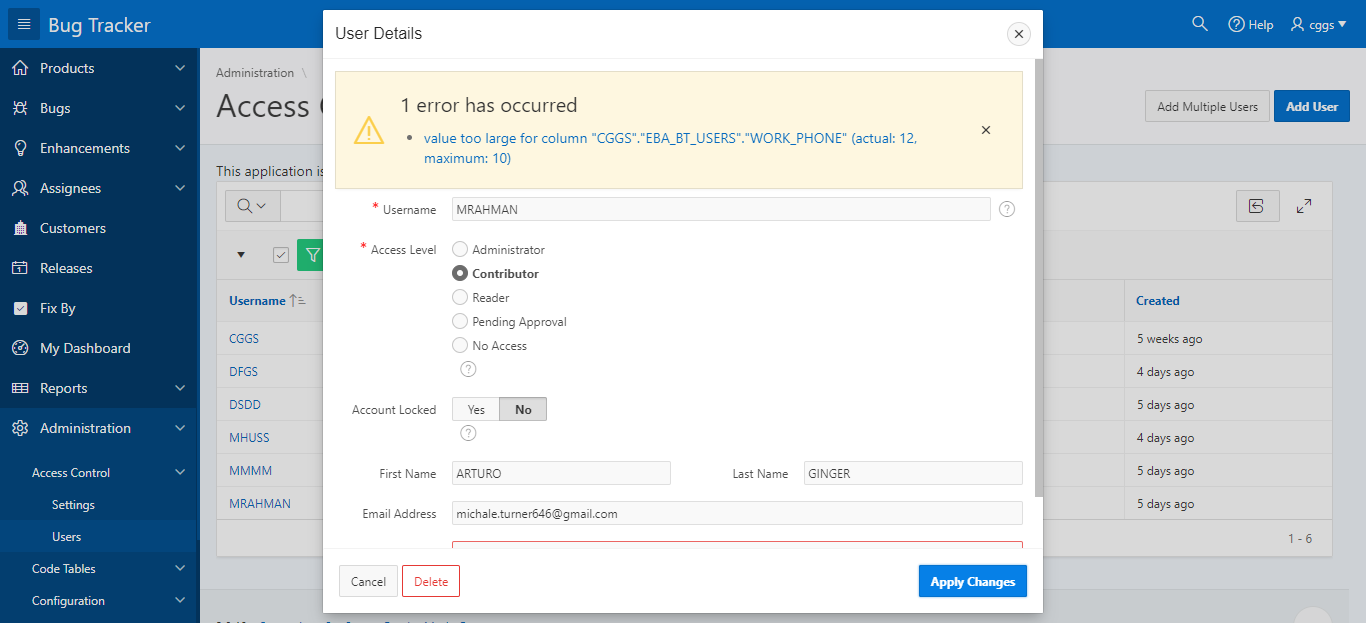 Bug Tracker
Help
cggs
Products
Bugs
Enhancements
Assignees
Customers
Releases
Fix By
My Dashboard
Reports
Administration
Access Control
Settings
Users
Code Tables
Configuration
Administration \
Access
Add Multiple Users
Add User
This application is
Username
Created
CGGS
5 weeks ago
DFGS
4 days ago
DSDD
5 days ago
MHUSS
4 days ago
MMMM
5 days ago
MRAHMAN
5 days ago
1 - 6
User Details
1 error has occurred
value too large for column "CGGS"."EBA_BT_USERS"."WORK_PHONE" (actual: 12,
maximum: 10)
* Username
MRAHMAN
* Access Level
Administrator
Contributor
Reader
Pending Approval
No Access
Account Locked
Yes
No
First Name
ARTURO
Last Name
GINGER
Email Address
michale.turner646@gmail.com
Cancel
Delete
Apply Changes